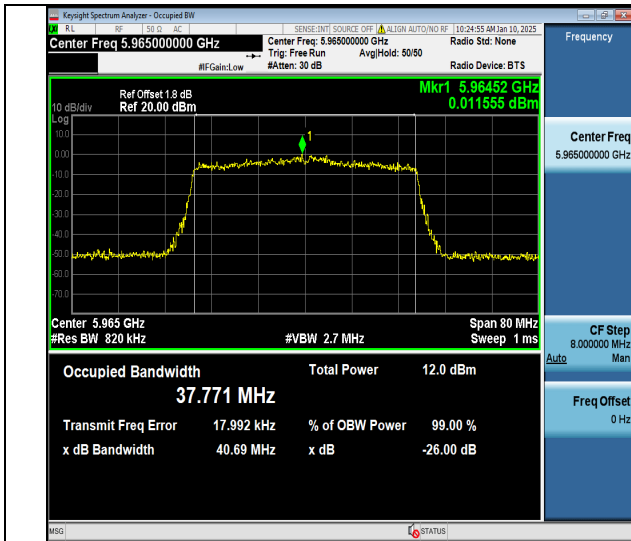 Keysight Spectrum Analyzer - Occupied BW
RL RF 50 Ω AC SENSE:INT SOURCE OFF ALIGN AUTO/NO RF 10:24:55 AM Jan 10, 2025
Center Freq 5.965000000 GHz Center Freq: 5.965000000 GHz Radio Std: None
Trig: Free Run Avg|Hold: 50/50
#IFGain:Low #Atten: 30 dB Radio Device: BTS
Frequency
Mkr1 5.96452 GHz
0.011555 dBm
Ref Offset 1.8 dB
10 dB/div Ref 20.00 dBm
Log
1
10.0
0.00
-10.0
-20.0
-30.0
-40.0
-50.0
-60.0
-70.0
Center 5.965 GHz Span 80 MHz
#Res BW 820 kHz #VBW 2.7 MHz Sweep 1 ms
Occupied Bandwidth Total Power 12.0 dBm
37.771 MHz
Transmit Freq Error 17.992 kHz % of OBW Power 99.00 %
x dB Bandwidth 40.69 MHz x dB -26.00 dB
Center Freq
5.965000000 GHz
CF Step
8.000000 MHz
Auto Man
Freq Offset
0 Hz
MSG STATUS